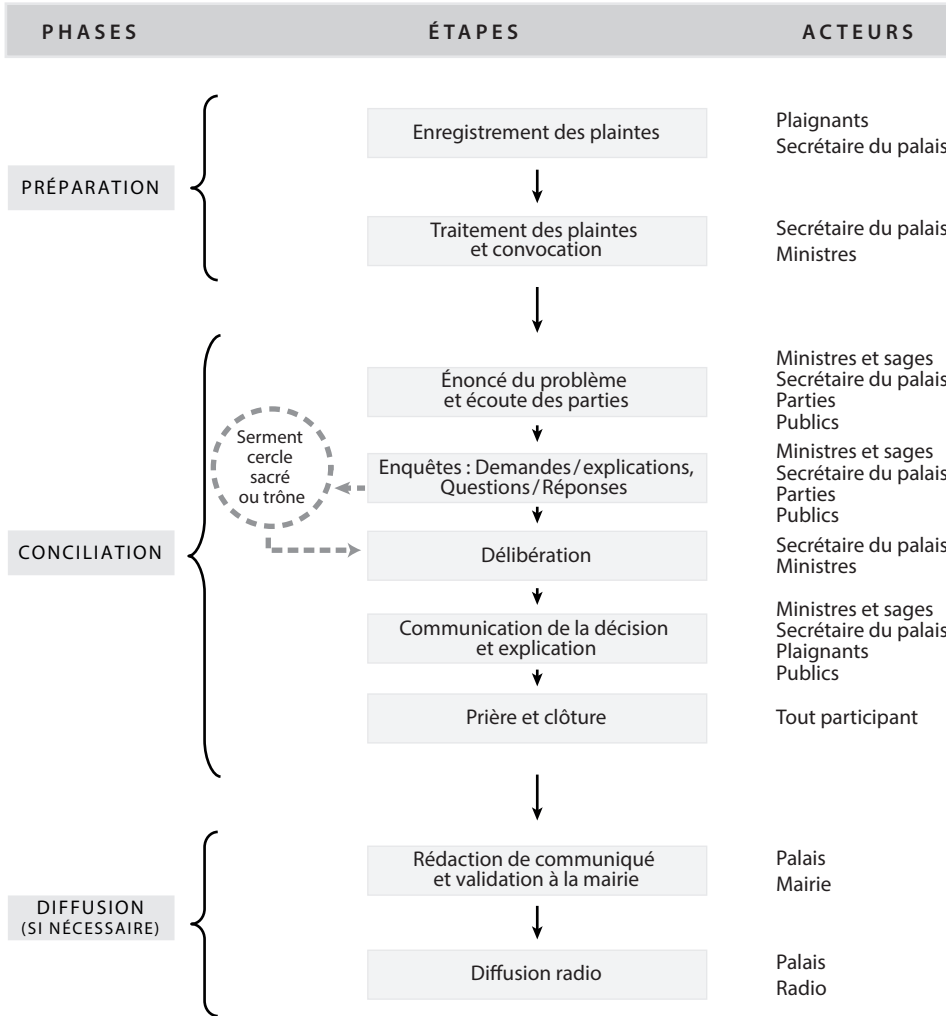 PHASES
ÉTAPES
ACTEURS
PRÉPARATION
Enregistrement des plaintes
Plaignants
Secrétaire du palais
Traitement des plaintes
et convocation
Secrétaire du palais
Ministres
CONCILIATION
Énoncé du problème
et écoute des parties
Ministres et sages
Secrétaire du palais
Parties
Publics
Serment
cercle
sacré
ou trône
Enquêtes : Demandes/explications,
Questions/Réponses
Ministres et sages
Secrétaire du palais
Parties
Publics
Délibération
Secrétaire du palais
Ministres
Communication de la décision
et explication
Ministres et sages
Secrétaire du palais
Plaignants
Publics
Prière et clôture
Tout participant
DIFFUSION
(SI NÉCESSAIRE)
Rédaction de communiqué
et validation à la mairie
Palais
Mairie
Diffusion radio
Palais
Radio